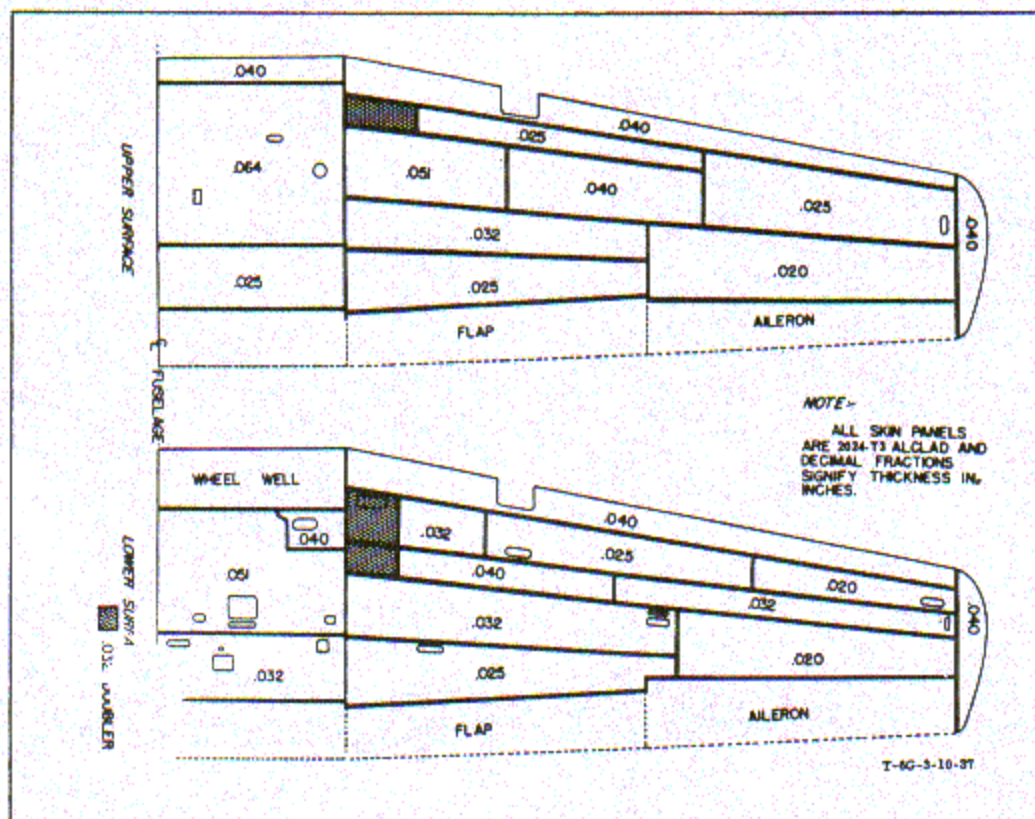 UPPER SURFACE
.040
.064
.025
.040
.025
.051
.040
.025
.032
.025
.020
.040
FLAP
AILERON
℄ FUSELAGE
NOTE-
ALL SKIN PANELS
ARE 2024-T3 ALCLAD AND
DECIMAL FRACTIONS
SIGNIFY THICKNESS IN
INCHES.
WHEEL WELL
.040
.051
.032
.040
.032
.025
.020
.040
.032
.032
.025
.020
.040
LOWER
DOUBLER
FLAP
AILERON
T-6G-3-10-37